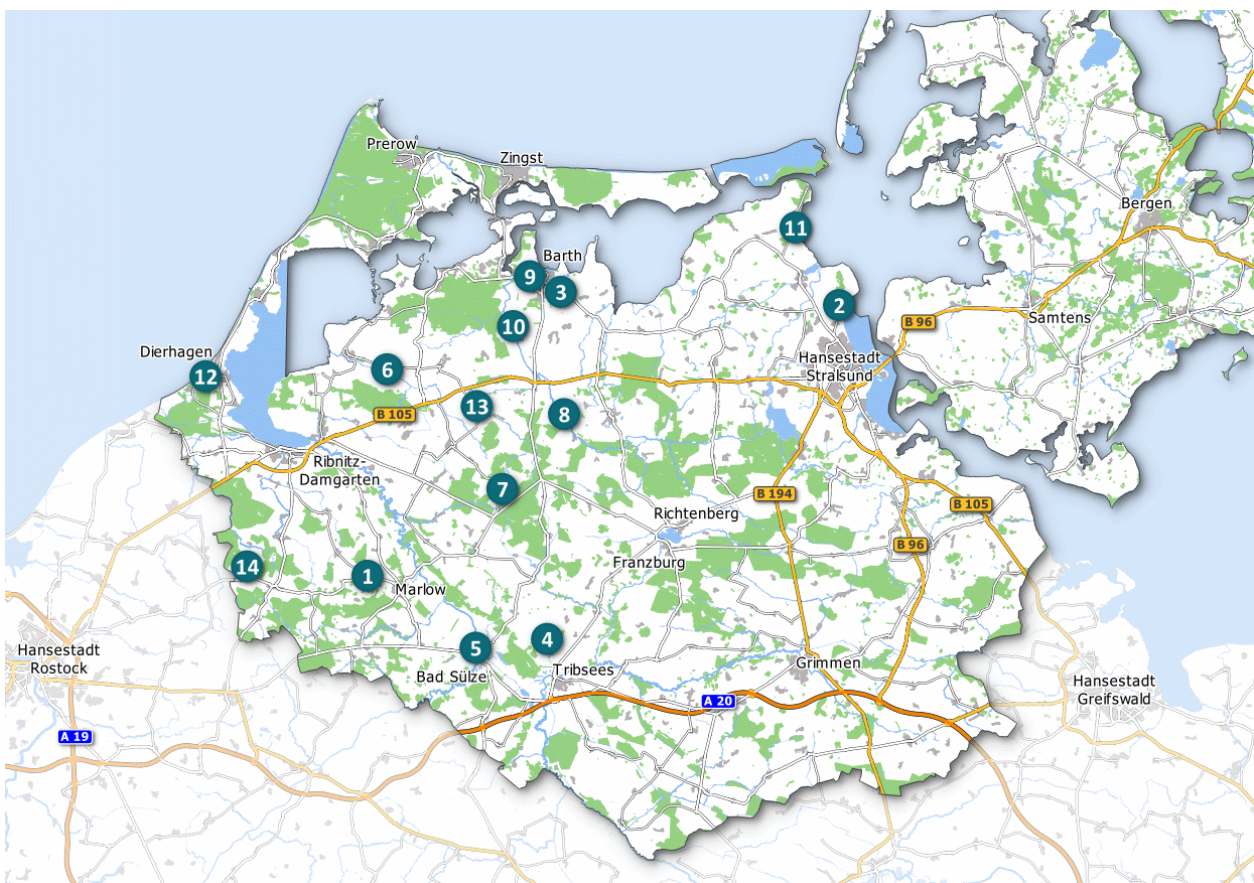 Prerow
Zingst
Bergen
11
Barth
9
3
2
B 96
Samtens
10
Dierhagen
12
6
Hansestadt
Stralsund
13
8
B 105
Ribnitz-
Damgarten
7
B 194
B 105
Richtenberg
B 96
Franzburg
14
1
Marlow
4
5
Bad Sülze
Tribsees
Grimmen
Hansestadt
Rostock
Hansestadt
Greifswald
A 20
A 19